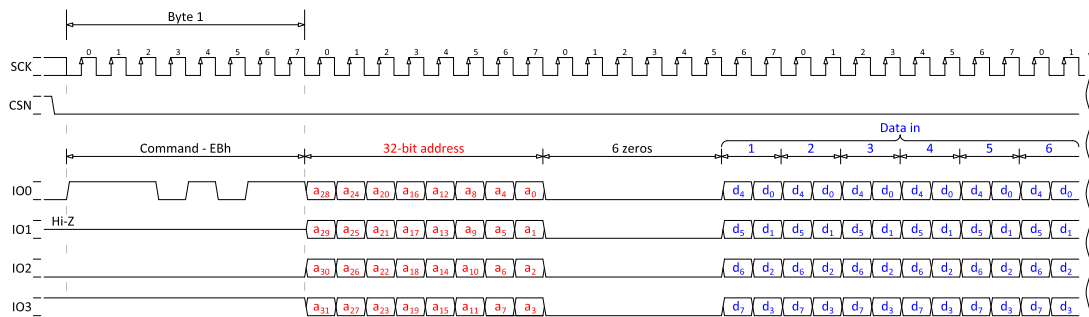 Byte 1
0 1 2 3 4 5 6 7 0 1 2 3 4 5 6 7 0 1 2 3 4 5 6 7 0 1 2 3 4 5 6 7 0 1
SCK
CSN
Data in
Command - EBh 32-bit address 6 zeros 1 2 3 4 5 6
IO0 a28 a24 a20 a16 a12 a8 a4 a0 d4 d0 d4 d0 d4 d0 d4 d0 d4 d0 d4 d0
Hi-Z
IO1 a29 a25 a21 a17 a13 a9 a5 a1 d5 d1 d5 d1 d5 d1 d5 d1 d5 d1 d5 d1
IO2 a30 a26 a22 a18 a14 a10 a6 a2 d6 d2 d6 d2 d6 d2 d6 d2 d6 d2 d6 d2
IO3 a31 a27 a23 a19 a15 a11 a7 a3 d7 d3 d7 d3 d7 d3 d7 d3 d7 d3 d7 d3